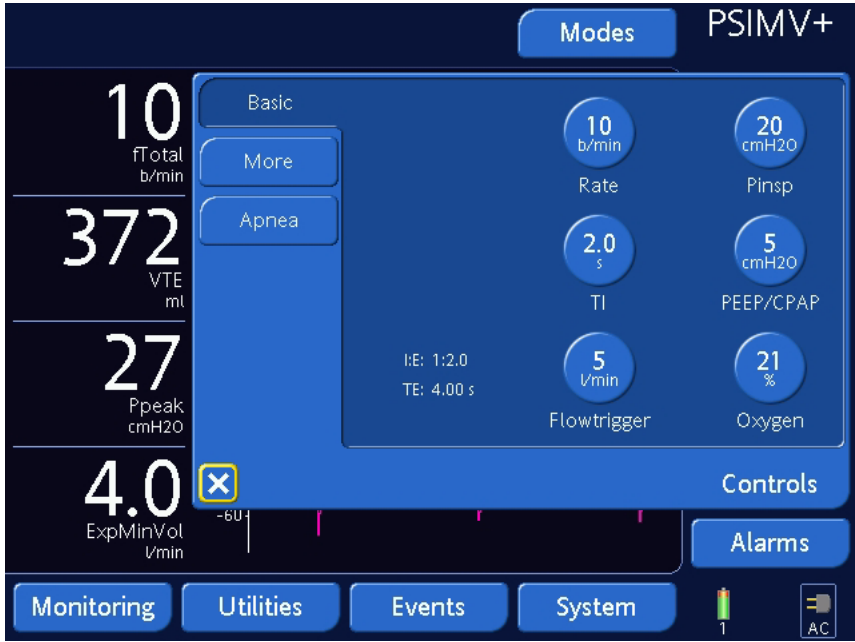 Modes
PSIMV+
10
fTotal
b/min
372
VTE
ml
27
Ppeak
cmH2O
4.0
ExpMinVol
l/min
Basic
More
Apnea
10
b/min
Rate
20
cmH2O
Pinsp
2.0
s
TI
5
cmH2O
PEEP/CPAP
I:E: 1:2.0
TE: 4.00 s
5
l/min
Flowtrigger
21
%
Oxygen
Controls
-60
Alarms
Monitoring
Utilities
Events
System
1
AC